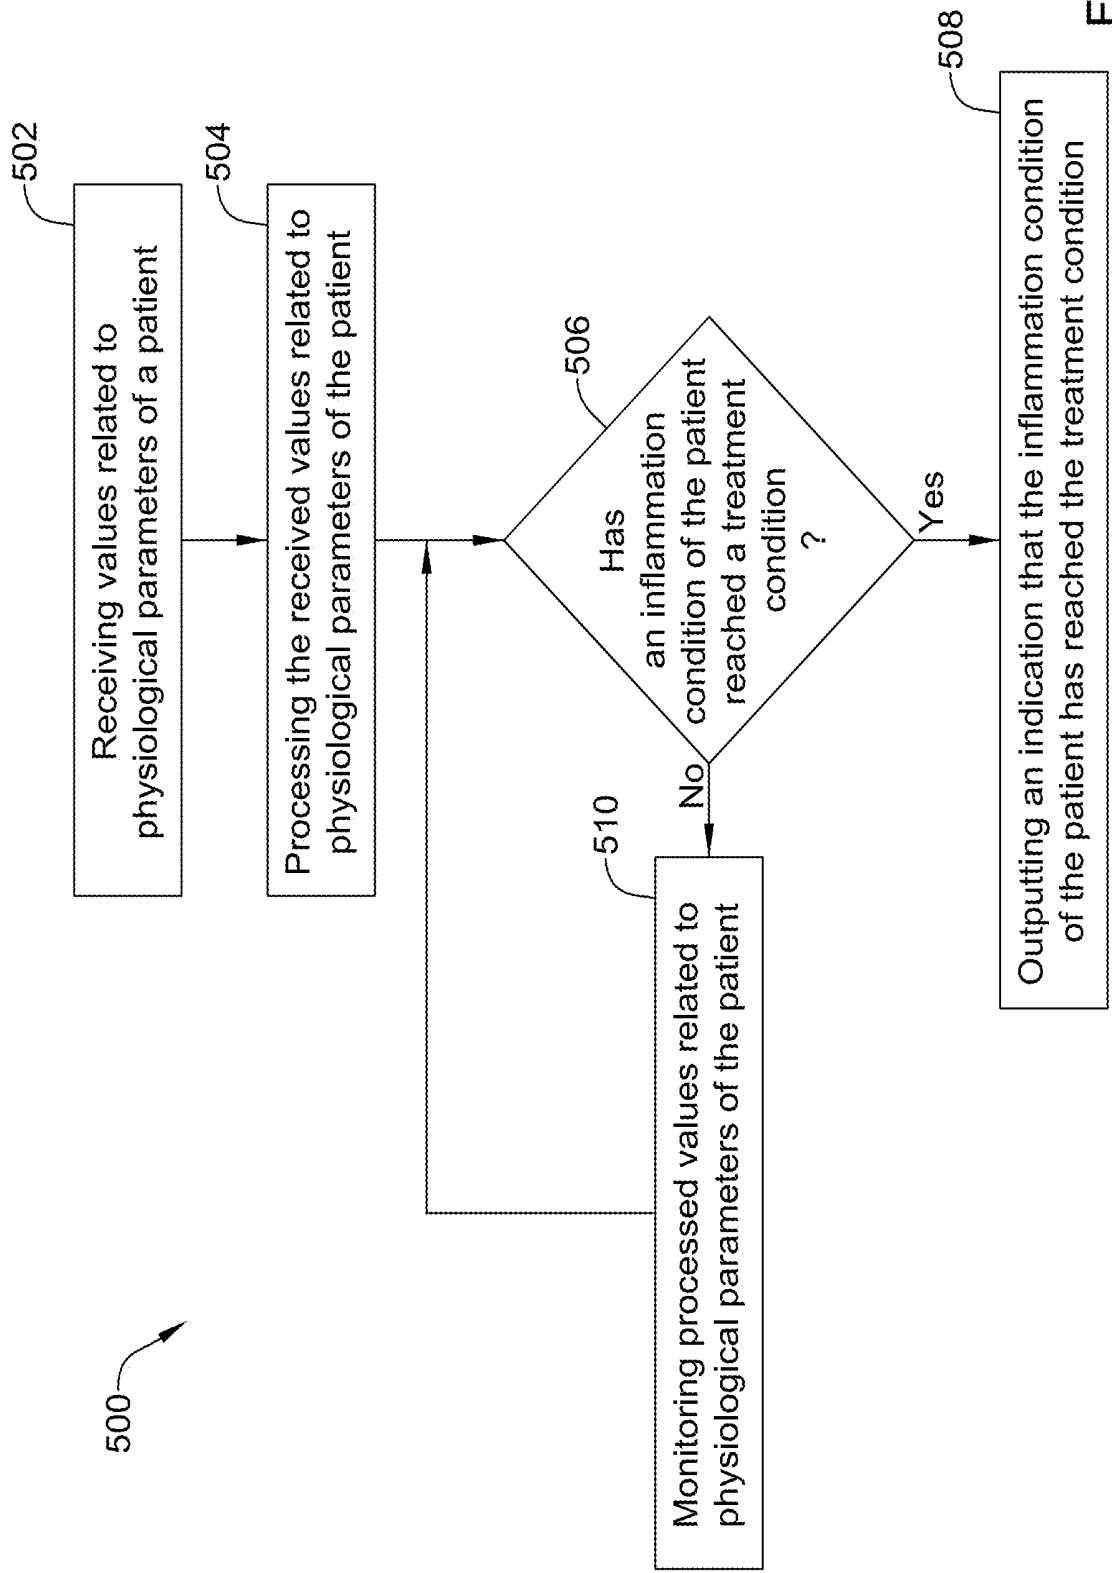 500
502
Receiving values related to
physiological parameters of a patient
504
Processing the received values related to
physiological parameters of the patient
506
Has
an inflammation
condition of the patient
reached a treatment
condition
?
No
510
Monitoring processed values related to
physiological parameters of the patient
Yes
508
Outputting an indication that the inflammation condition
of the patient has reached the treatment condition